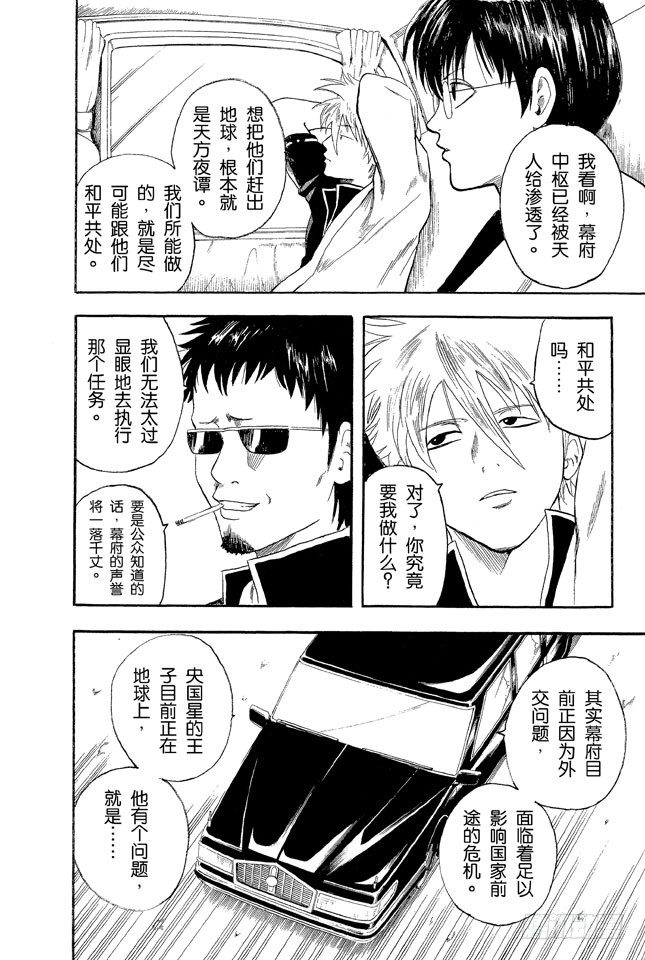 我看啊，幕府
中枢已经被天
人给渗透了。
想把他们赶出
地球，根本就
是天方夜谭。
我们所能做
的，就是尽
可能跟他们
和平共处。
和平共处
吗……
对了，你究竟
要我做什么？
我们无法太过
显眼地去执行
那个任务。
要是公众知道的
话，幕府的声誉
将一落千丈。
其实幕府目
前正因为外
交问题，
面临着足以
影响国家前
途的危机。
央国星的王
子目前正在
地球上，
他有个问题，
就是……